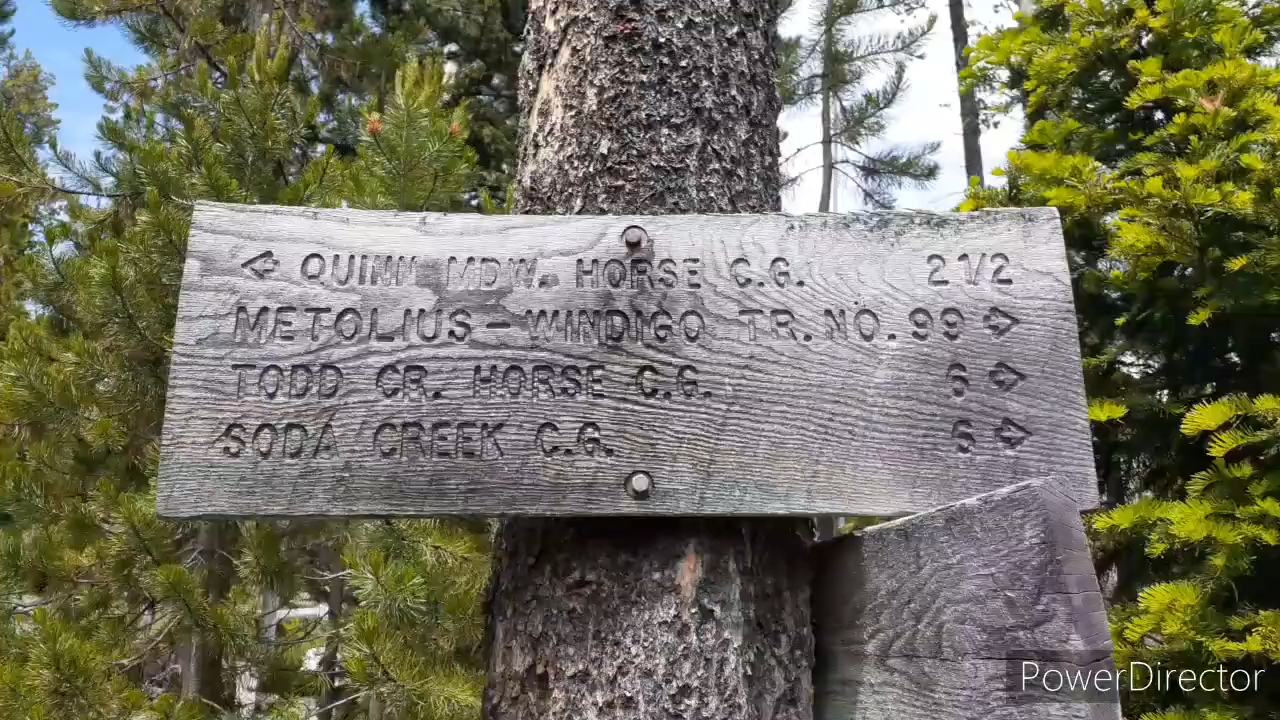 QUINN MDW. HORSE C.G. 2 1/2
METOLIUS-WINDIGO TR. NO. 99
TODD CR. HORSE C.G. 6
SODA CREEK C.G. 6
PowerDirector